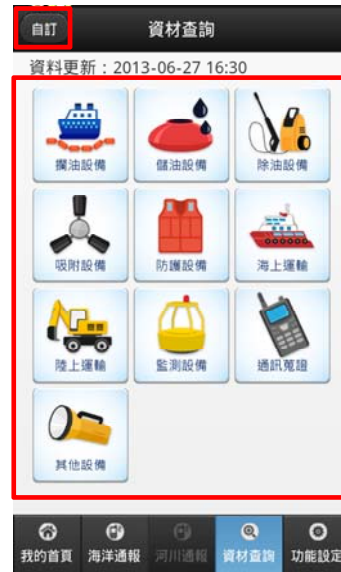 自訂
資材查詢
資料更新：2013-06-27 16:30
攔油設備
儲油設備
除油設備
吸附設備
防護設備
海上運輸
陸上運輸
監測設備
通訊蒐證
其他設備
我的首頁
海洋通報
河川通報
資材查詢
功能設定